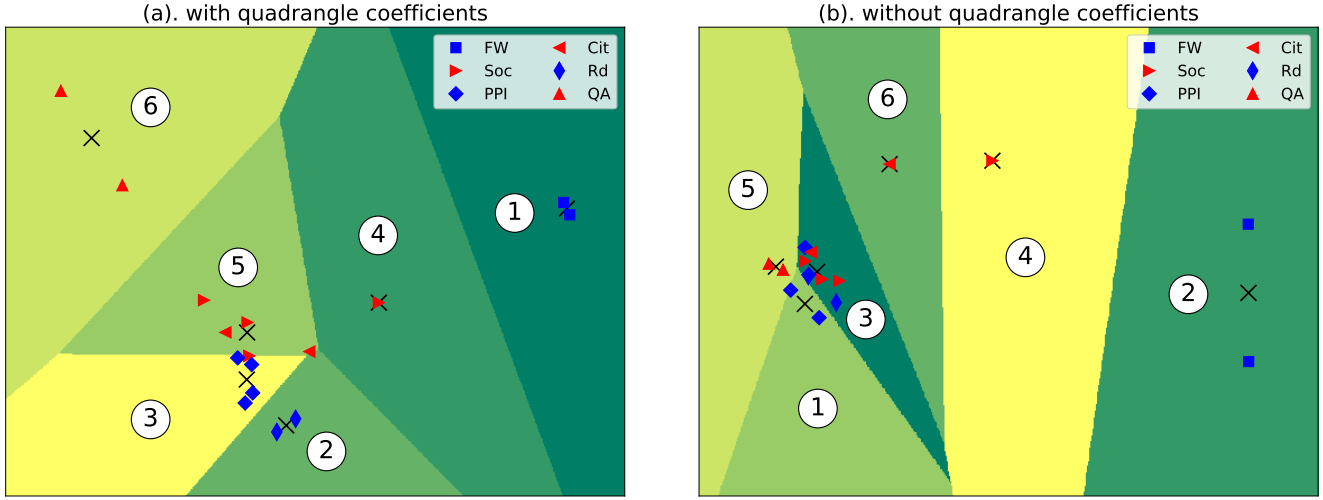 (a). with quadrangle coefficients
FW Cit
Soc Rd
PPI QA
6
1
4
5
3
2
(b). without quadrangle coefficients
FW Cit
Soc Rd
PPI QA
6
5
4
2
3
1